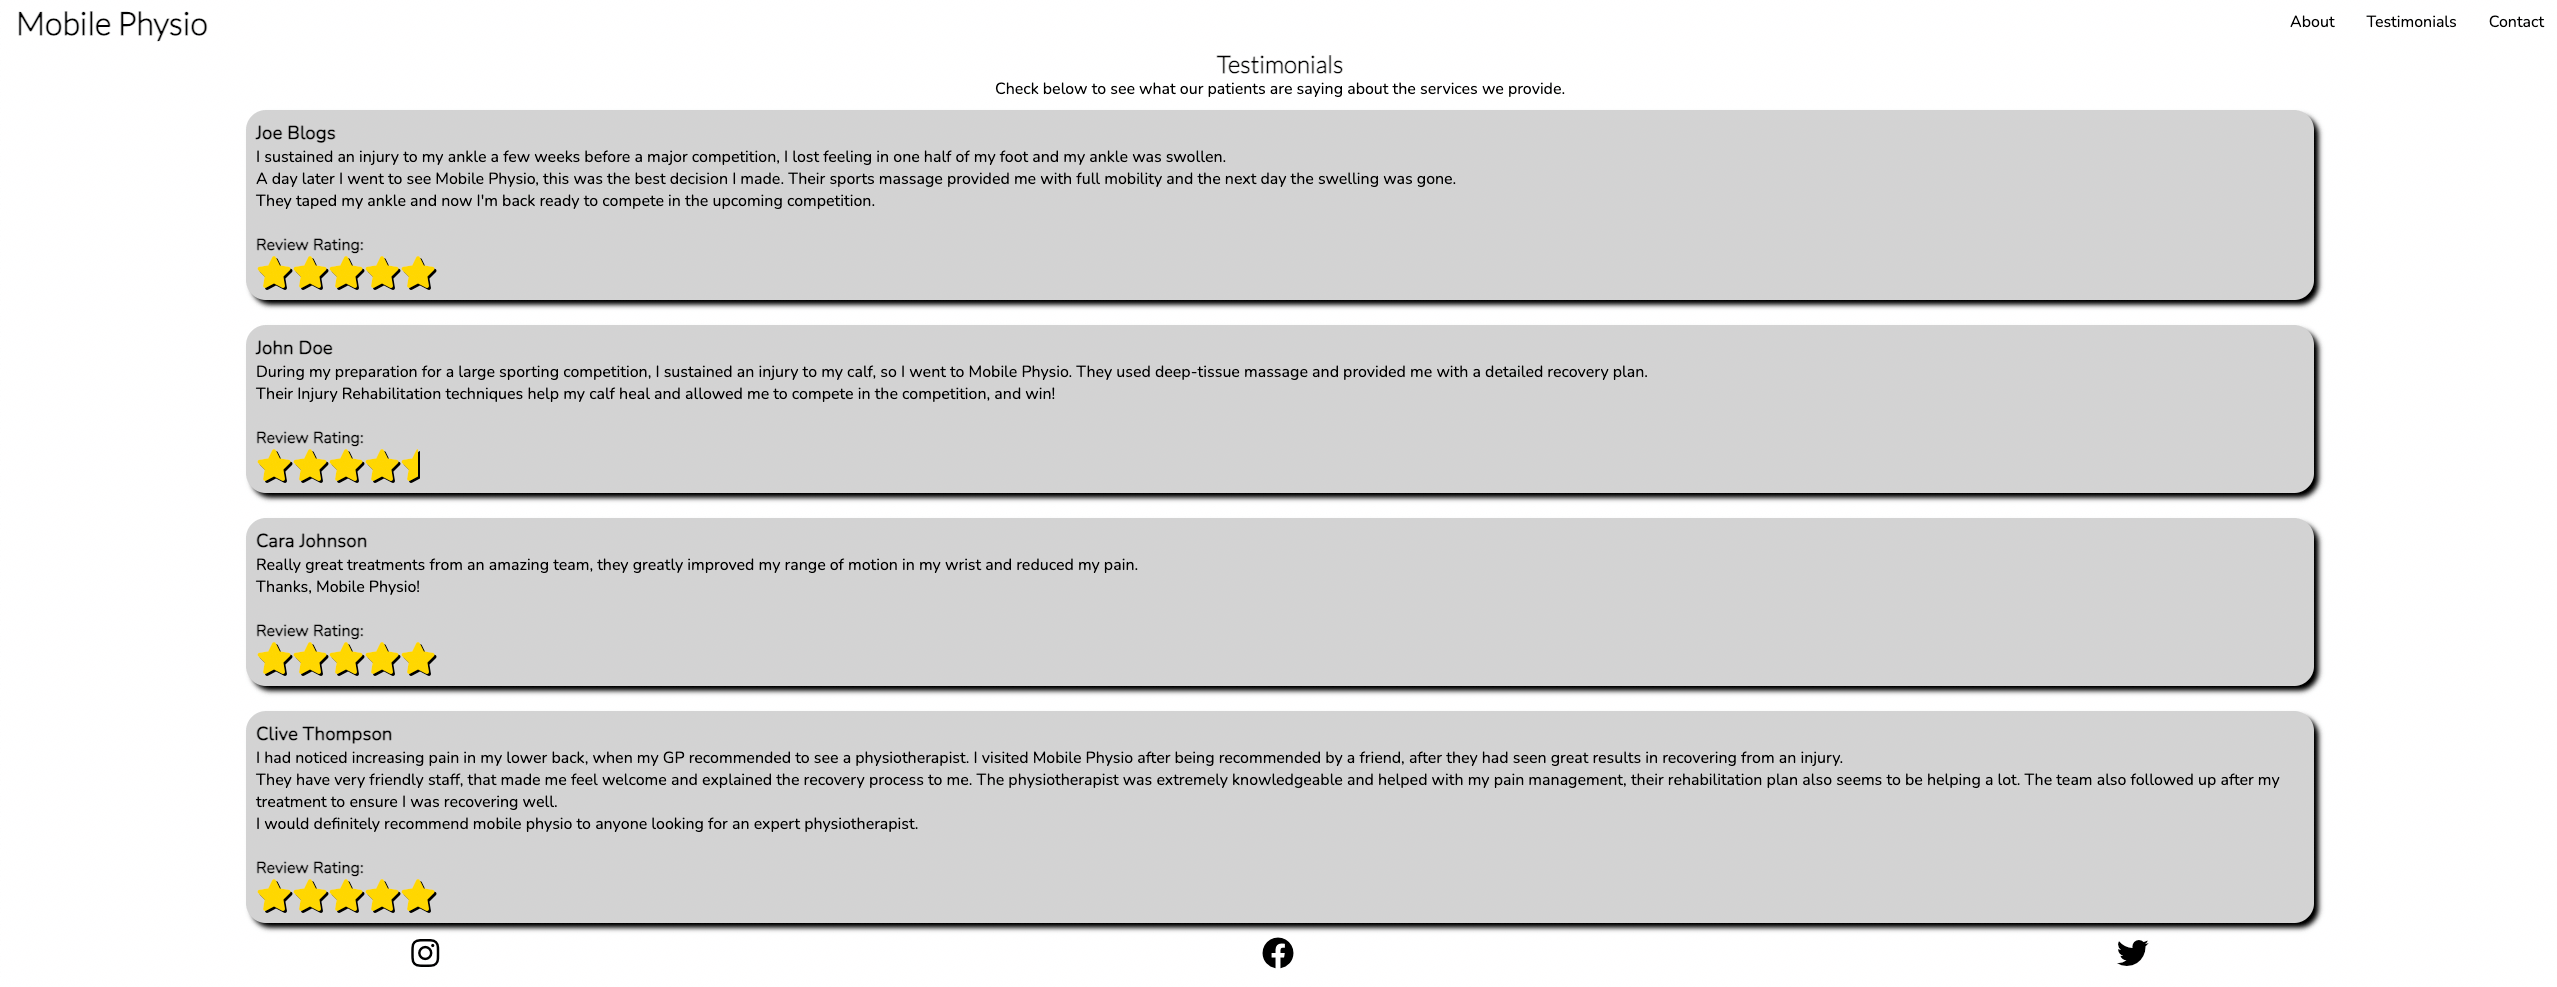 Mobile Physio
About Testimonials Contact
Testimonials
Check below to see what our patients are saying about the services we provide.
Joe Blogs
I sustained an injury to my ankle a few weeks before a major competition, I lost feeling in one half of my foot and my ankle was swollen.
A day later I went to see Mobile Physio, this was the best decision I made. Their sports massage provided me with full mobility and the next day the swelling was gone.
They taped my ankle and now I'm back ready to compete in the upcoming competition.
Review Rating:
John Doe
During my preparation for a large sporting competition, I sustained an injury to my calf, so I went to Mobile Physio. They used deep-tissue massage and provided me with a detailed recovery plan.
Their Injury Rehabilitation techniques help my calf heal and allowed me to compete in the competition, and win!
Review Rating:
Cara Johnson
Really great treatments from an amazing team, they greatly improved my range of motion in my wrist and reduced my pain.
Thanks, Mobile Physio!
Review Rating:
Clive Thompson
I had noticed increasing pain in my lower back, when my GP recommended to see a physiotherapist. I visited Mobile Physio after being recommended by a friend, after they had seen great results in recovering from an injury.
They have very friendly staff, that made me feel welcome and explained the recovery process to me. The physiotherapist was extremely knowledgeable and helped with my pain management, their rehabilitation plan also seems to be helping a lot. The team also followed up after my
treatment to ensure I was recovering well.
I would definitely recommend mobile physio to anyone looking for an expert physiotherapist.
Review Rating: